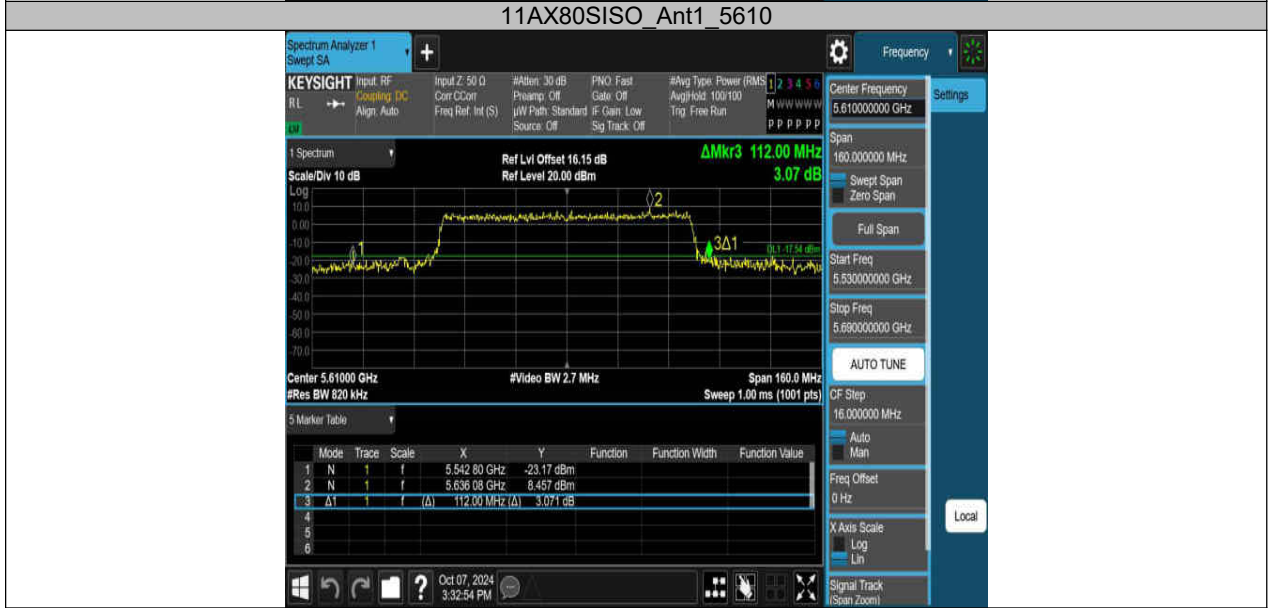 11AX80SISO_Ant1_5610
Spectrum Analyzer 1
Swept SA
+
Frequency
KEYSIGHT
RL
Input: RF
Coupling: DC
Align: Auto
Input Z: 50 Ω
Corr CCorr
Freq Ref: Int (S)
#Atten: 30 dB
Preamp: Off
µW Path: Standard
Source: Off
PNO: Fast
Gate: Off
IF Gain: Low
Sig Track: Off
#Avg Type: Power (RMS
Avg|Hold: 100/100
Trig: Free Run
1 2 3 4 5 6
M W W W W W
P P P P P P
1 Spectrum
Scale/Div 10 dB
Ref Lvl Offset 16.15 dB
Ref Level 20.00 dBm
ΔMkr3 112.00 MHz
3.07 dB
Log
10.0
0.00
-10.0
-20.0
-30.0
-40.0
-50.0
-60.0
-70.0
1
2
3Δ1
DL1 -17.54 dBm
Center 5.61000 GHz
#Video BW 2.7 MHz
Span 160.0 MHz
#Res BW 820 kHz
Sweep 1.00 ms (1001 pts)
5 Marker Table
Mode Trace Scale X Y Function Function Width Function Value
1 N 1 f 5.542 80 GHz -23.17 dBm
2 N 1 f 5.636 08 GHz 8.457 dBm
3 Δ1 1 f (Δ) 112.00 MHz (Δ) 3.071 dB
4
5
6
Oct 07, 2024
3:32:54 PM
?
Center Frequency
5.610000000 GHz
Settings
Span
160.000000 MHz
Swept Span
Zero Span
Full Span
Start Freq
5.530000000 GHz
Stop Freq
5.690000000 GHz
AUTO TUNE
CF Step
16.000000 MHz
Auto
Man
Freq Offset
0 Hz
X Axis Scale
Log
Lin
Local
Signal Track
(Span Zoom)